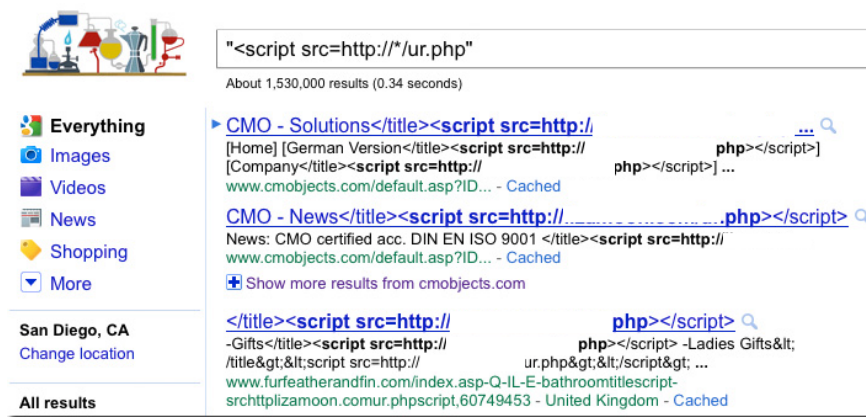 "<script src=http://*/ur.php"
About 1,530,000 results (0.34 seconds)
Everything
Images
Videos
News
Shopping
More
San Diego, CA
Change location
All results
CMO - Solutions</title><script src=http:// ...
[Home] [German Version</title><script src=http:// php></script>]
[Company</title><script src=http:// php></script>] ...
www.cmobjects.com/default.asp?ID... - Cached
CMO - News</title><script src=http:// .php></script>
News: CMO certified acc. DIN EN ISO 9001 </title><script src=http://
www.cmobjects.com/default.asp?ID... - Cached
Show more results from cmobjects.com
</title><script src=http:// php></script>
-Gifts</title><script src=http:// php></script> -Ladies Gifts&lt;
/title&gt;&lt;script src=http:// ur.php&gt;&lt;/script&gt; ...
www.furfeatherandfin.com/index.asp-Q-IL-E-bathroomtitlescript-
srchttplizamoon.comur.phpscript,60749453 - United Kingdom - Cached